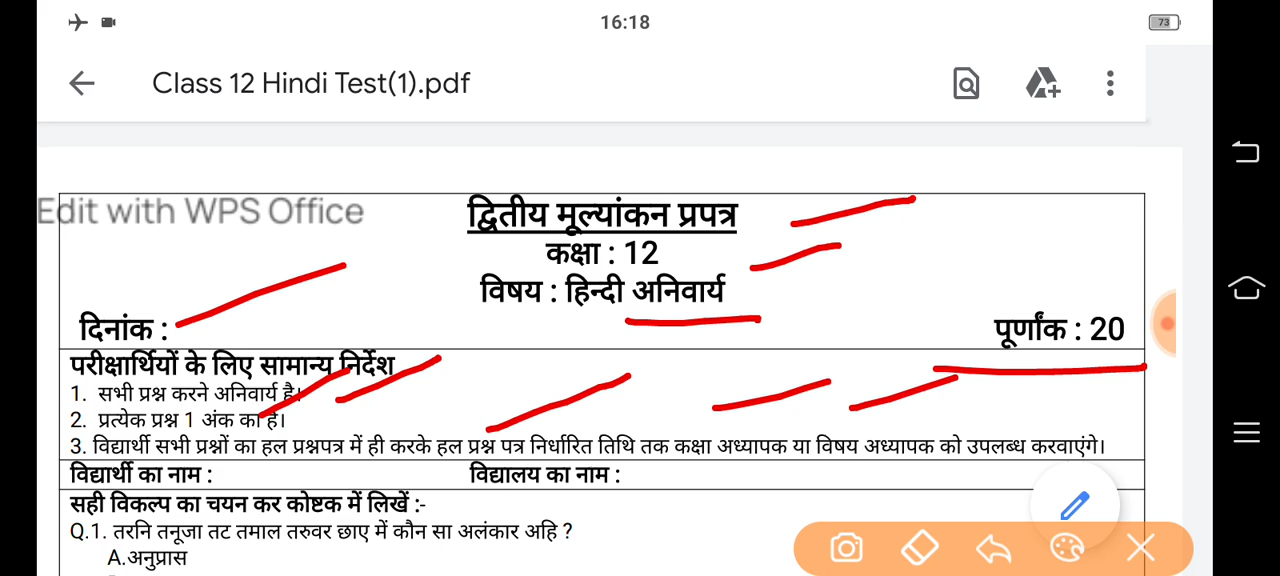 16:18
73
Class 12 Hindi Test(1).pdf
Edit with WPS Office
द्वितीय मूल्यांकन प्रपत्र
कक्षा : 12
विषय : हिन्दी अनिवार्य
दिनांक : पूर्णांक : 20
परीक्षार्थियों के लिए सामान्य निर्देश
1. सभी प्रश्न करने अनिवार्य है।
2. प्रत्येक प्रश्न 1 अंक का है।
3. विद्यार्थी सभी प्रश्नों का हल प्रश्नपत्र में ही करके हल प्रश्न पत्र निर्धारित तिथि तक कक्षा अध्यापक या विषय अध्यापक को उपलब्ध करवाएंगे।
विद्यार्थी का नाम : विद्यालय का नाम :
सही विकल्प का चयन कर कोष्टक में लिखें :-
Q.1. तरनि तनूजा तट तमाल तरुवर छाए में कौन सा अलंकार अहि ?
A.अनुप्रास